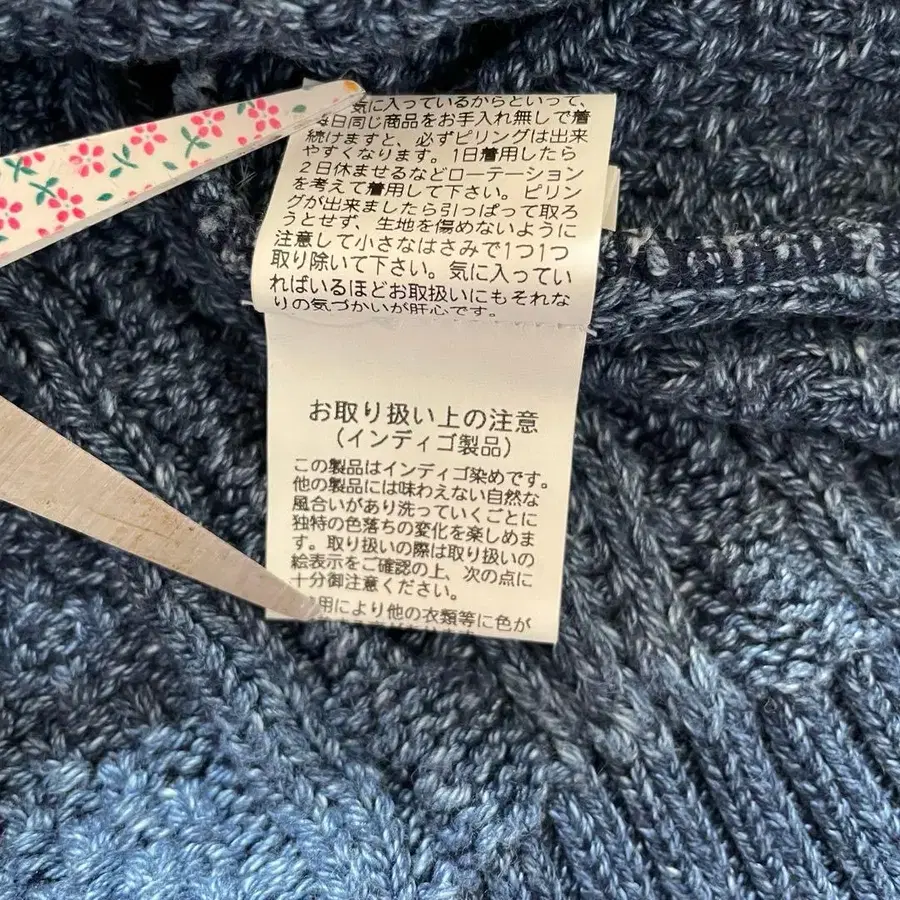 気に入っているからといって、
毎日同じ商品をお手入れ無しで着
続けますと、必ずピリングは出来
やすくなります。1日着用したら
2日休ませるなどローテーション
を考えて着用して下さい。ピリン
グが出来ましたら引っぱって取ろ
うとせず、生地を傷めないように
注意して小さなはさみで1つ1つ
取り除いて下さい。気に入ってい
ればいるほどお取扱いにもそれな
りの気づかいが肝心です。
お取り扱い上の注意
(インディゴ製品)
この製品はインディゴ染めです。
他の製品には味わえない自然な
風合いがあり洗っていくごとに
独特の色落ちの変化を楽しめま
す。取り扱いの際は取り扱いの
絵表示をご確認の上、次の点に
十分御注意ください。
用により他の衣類等に色が